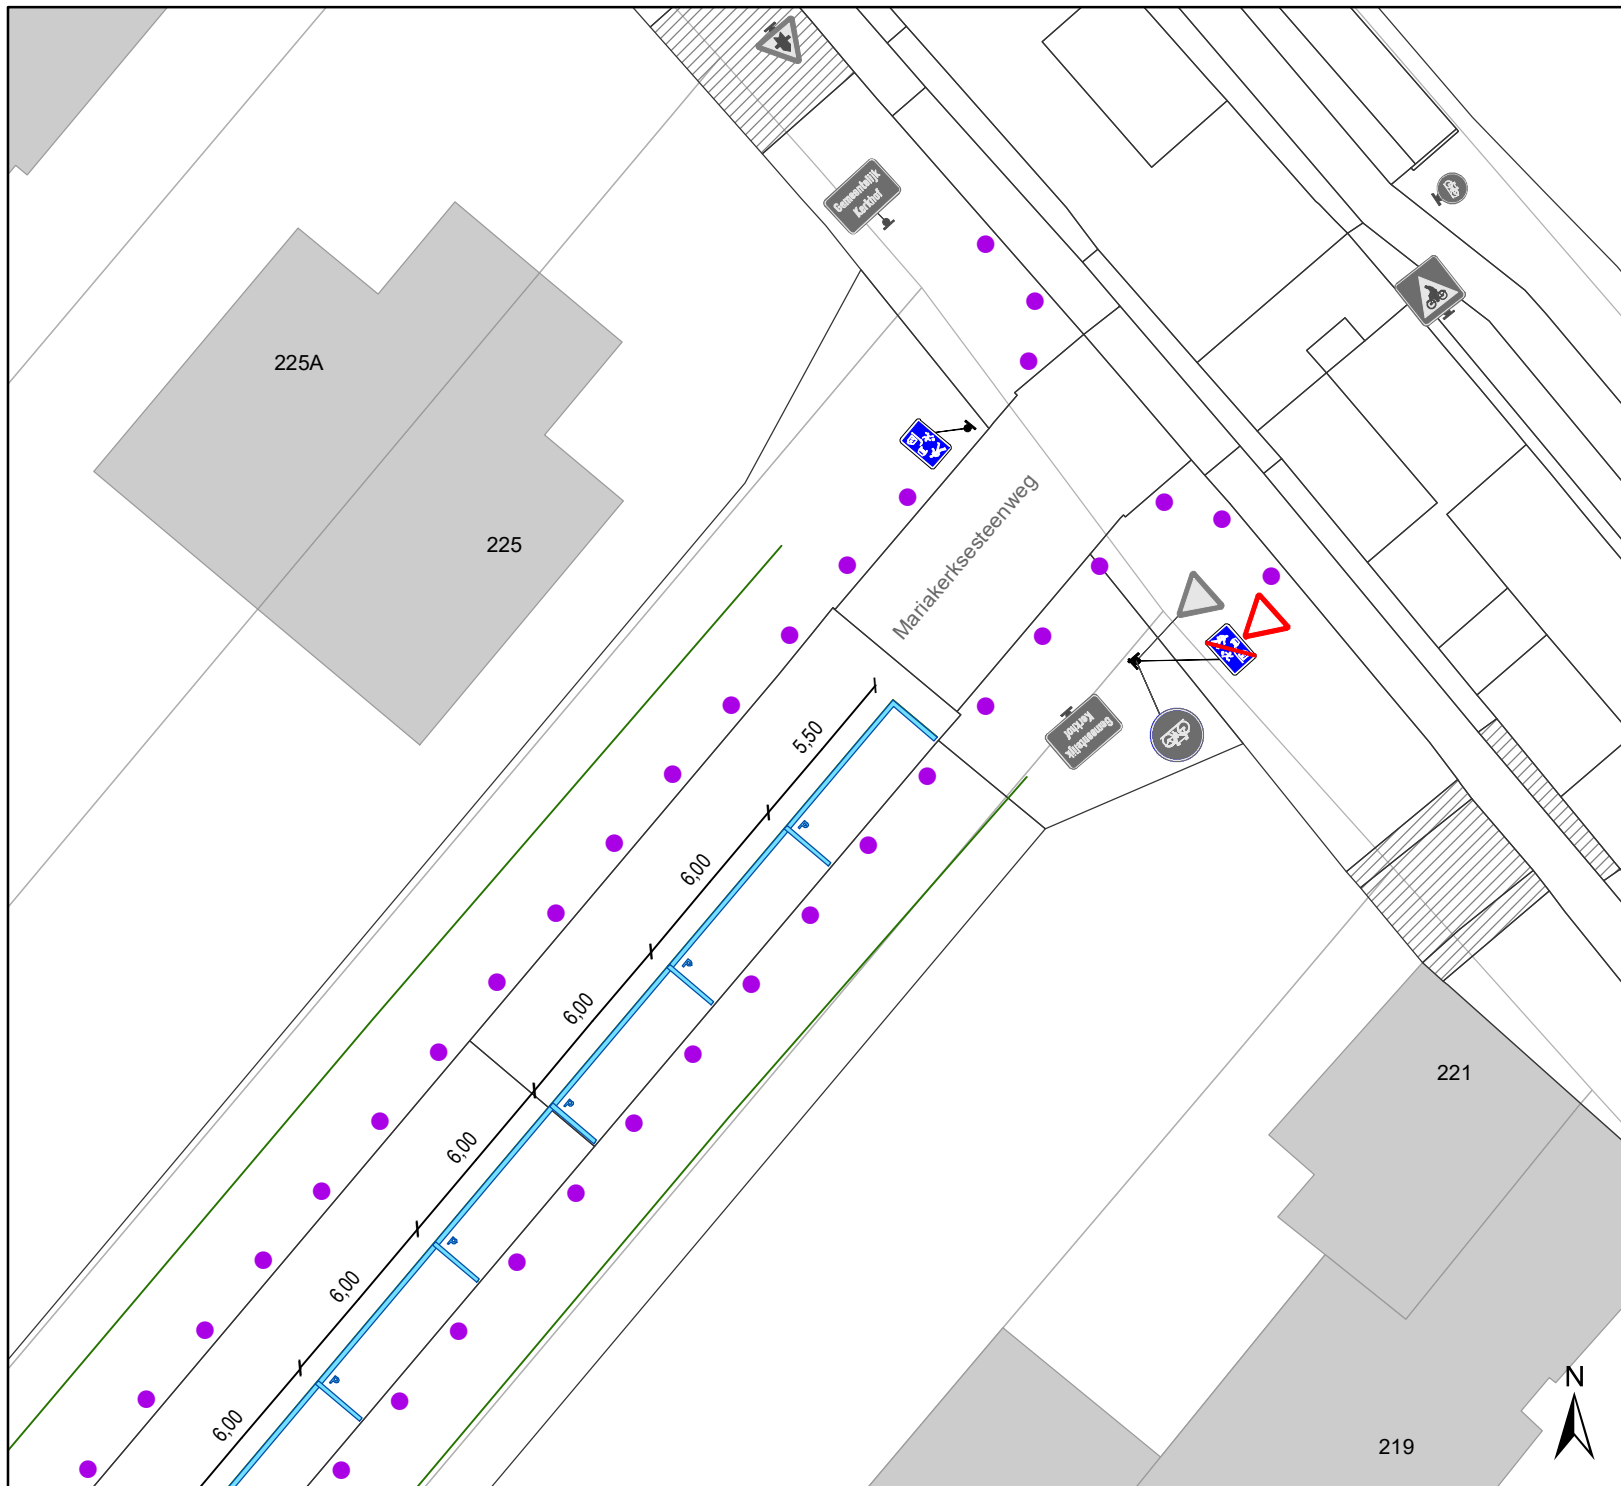 Gemeentelijk
Kerkhof
225A
225
Mariakerksesteenweg
Gemeentelijk
Kerkhof
5,50
P
6,00
P
6,00
P
6,00
P
6,00
P
6,00
221
219
N